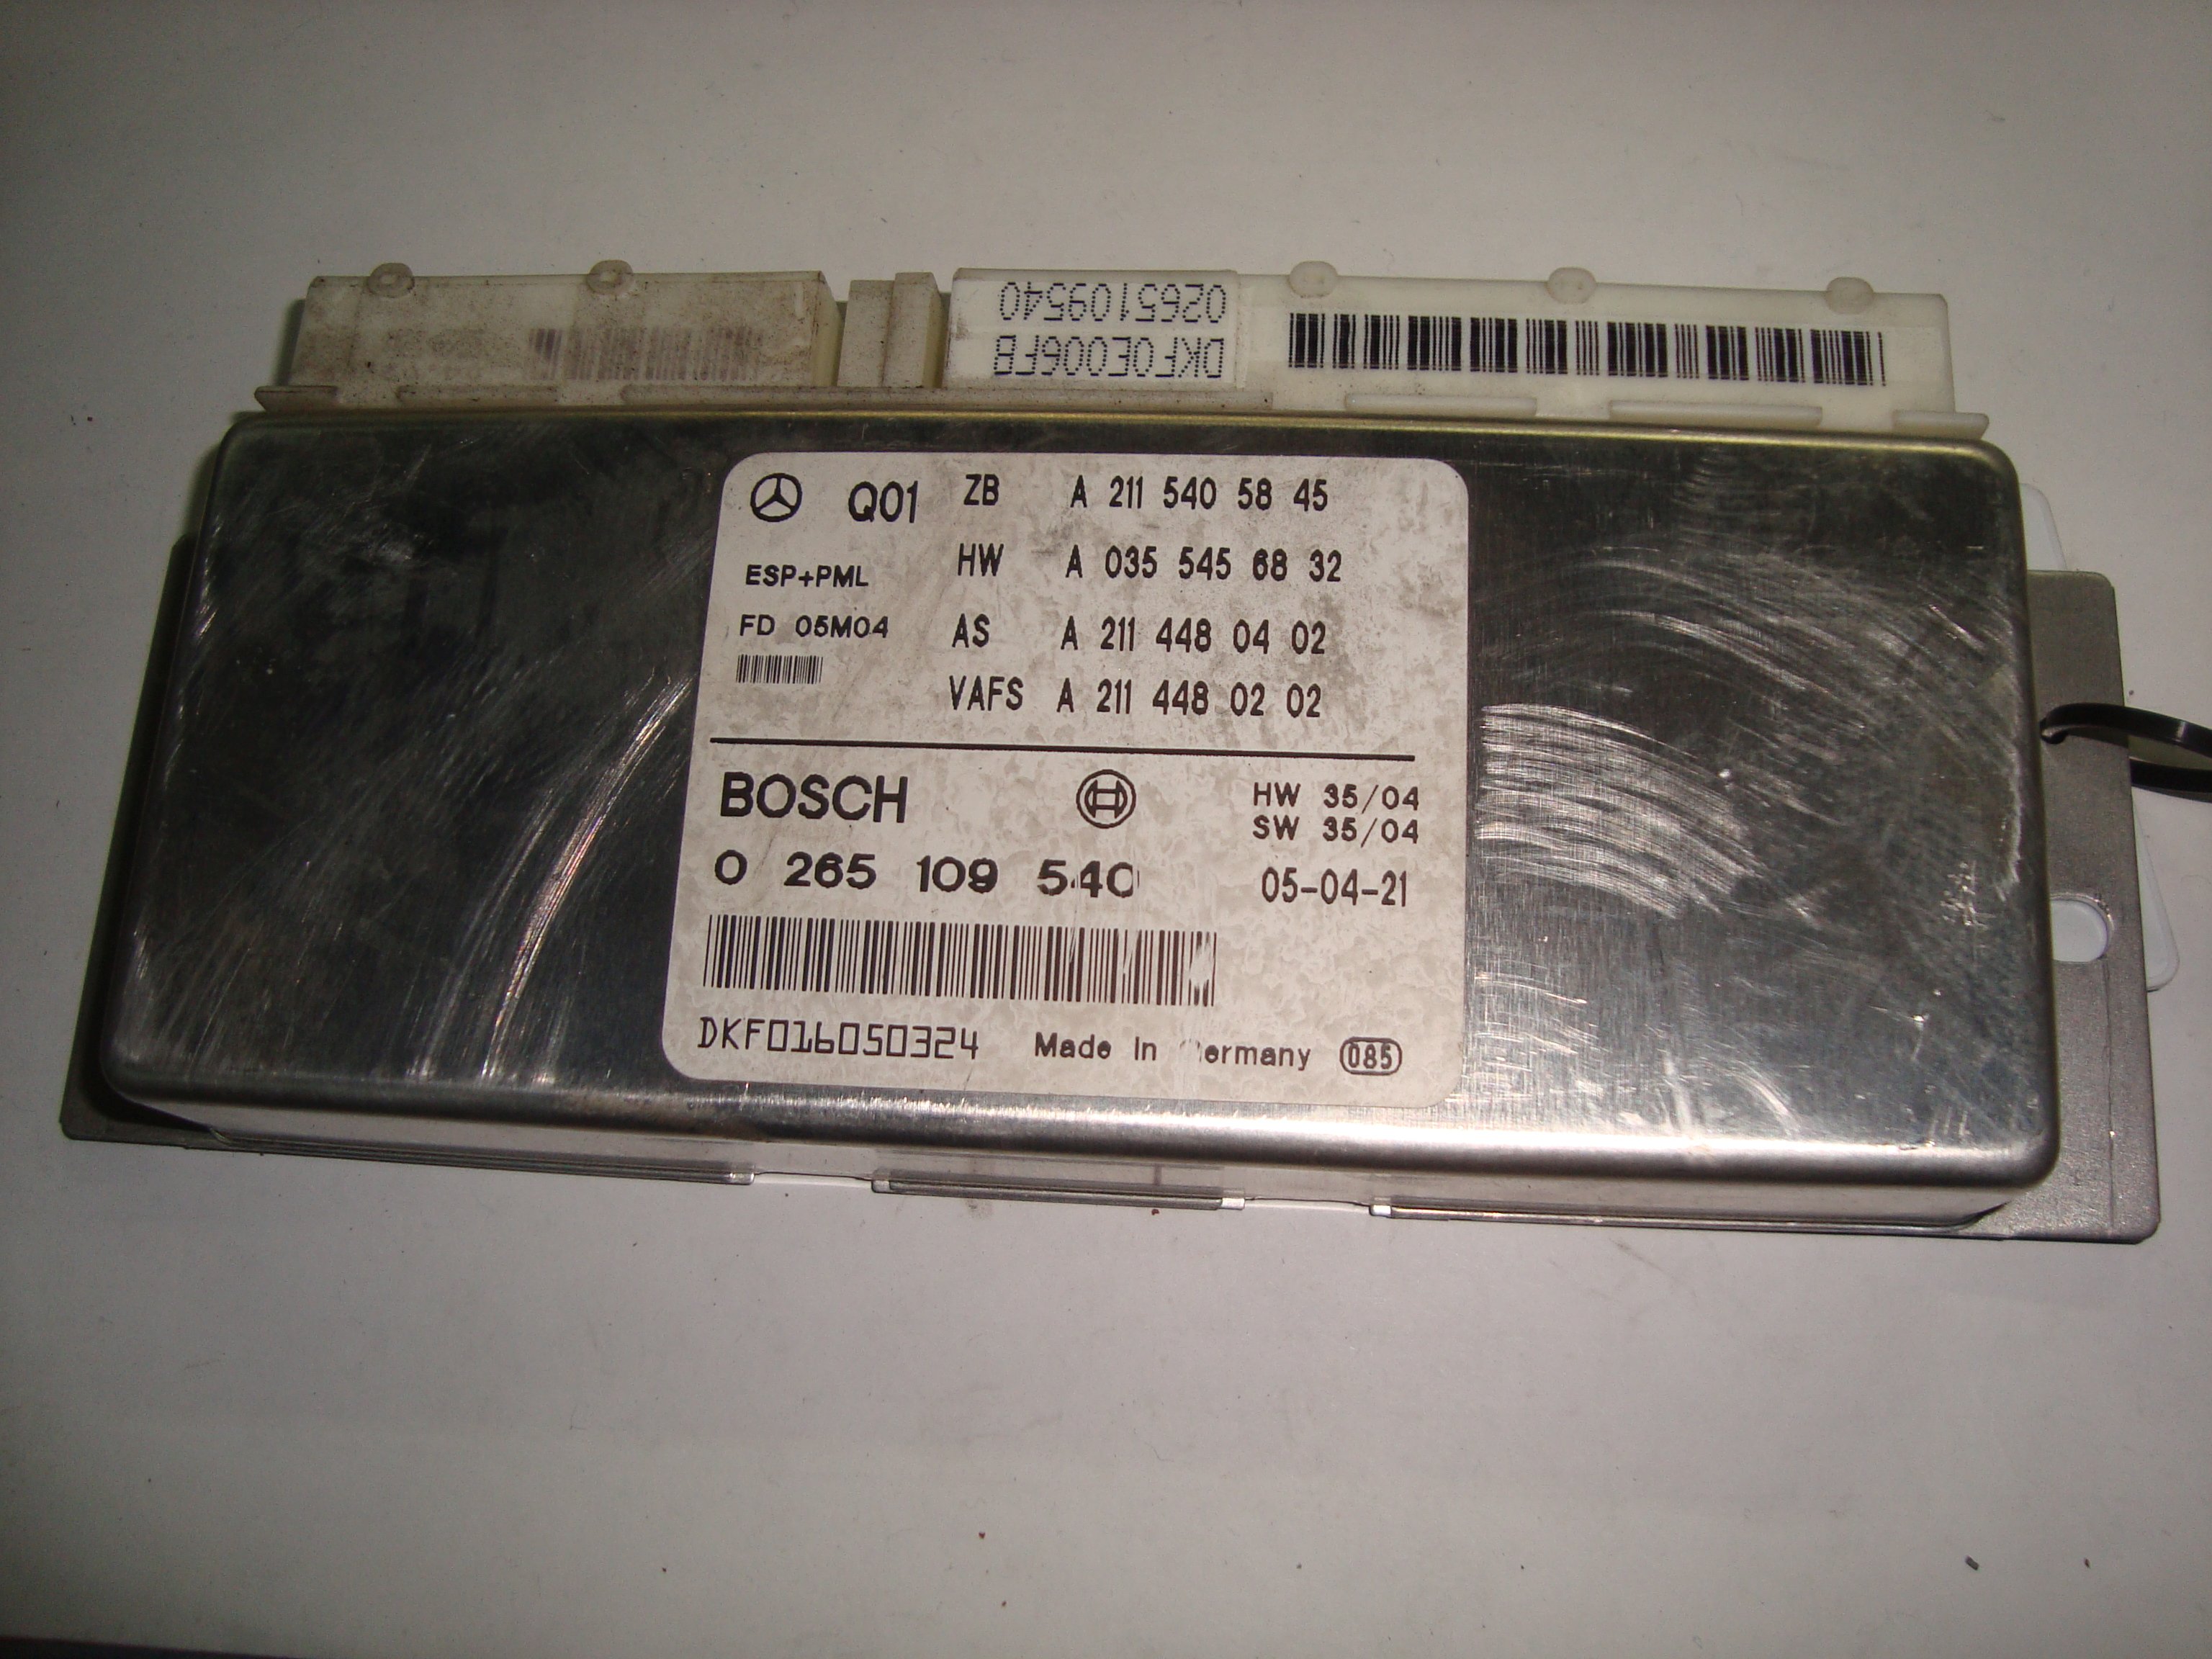 0265109540
DKF0E006FB
Q01 ZB A 211 540 58 45
HW A 035 545 68 32
ESP+PML
AS A 211 448 04 02
FD 05M04
VAFS A 211 448 02 02
BOSCH
HW 35/04
SW 35/04
0 265 109 540
05-04-21
DKF016050324
Made In ermany 085